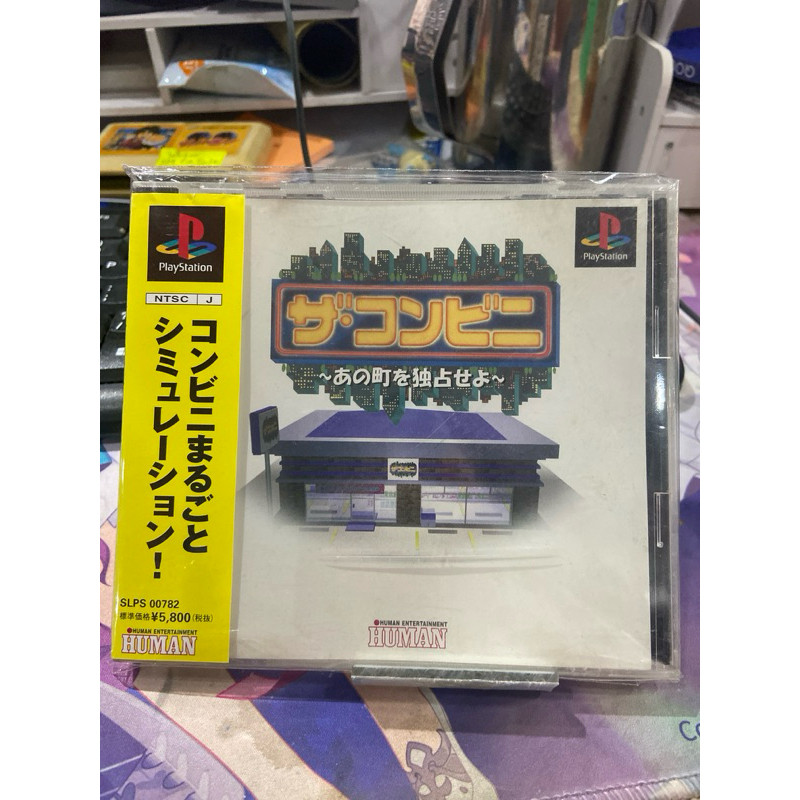 PlayStation
NTSC J
コンビニまるごと
シミュレーション!
SLPS 00782
標準価格¥5,800(税抜)
HUMAN ENTERTAINMENT
HUMAN
PlayStation
ザ・コンビニ
~あの町を独占せよ~
ザ・コンビニ
HUMAN ENTERTAINMENT
HUMAN